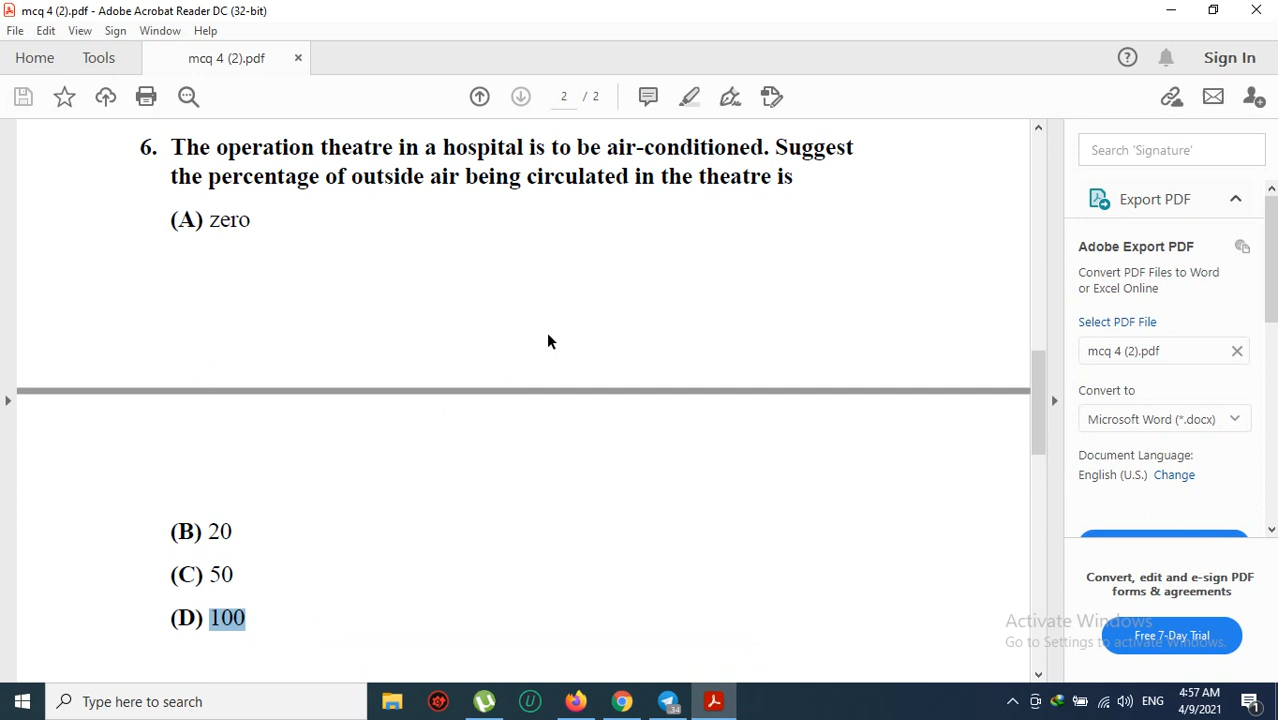 mcq 4 (2).pdf - Adobe Acrobat Reader DC (32-bit)
File Edit View Sign Window Help
Home Tools mcq 4 (2).pdf × Sign In
2 / 2
6. The operation theatre in a hospital is to be air-conditioned. Suggest
the percentage of outside air being circulated in the theatre is
(A) zero
(B) 20
(C) 50
(D) 100
Search 'Signature'
Export PDF
Adobe Export PDF
Convert PDF Files to Word
or Excel Online
Select PDF File
mcq 4 (2).pdf
Convert to
Microsoft Word (*.docx)
Document Language:
English (U.S.) Change
Convert, edit and e-sign PDF
forms & agreements
Free 7-Day Trial
Activate Windows
Go to Settings to activate Windows.
Type here to search
34
ENG
4:57 AM
4/9/2021
1